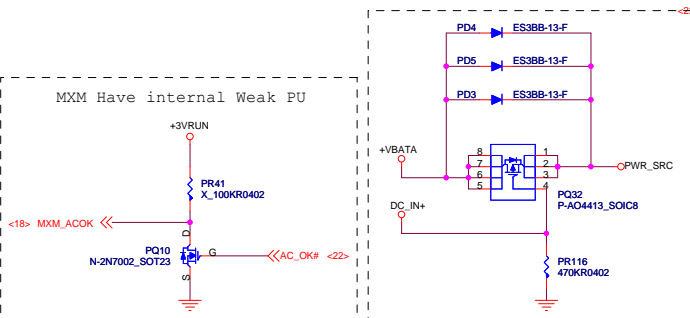 MXM Have internal Weak PU
+3VRUN
PR41
X_100KR0402
<18> MXM_ACOK
D
PQ10
N-2N7002_SOT23
G
S
AC_OK# <22>
PD4 ES3BB-13-F
PD5 ES3BB-13-F
PD3 ES3BB-13-F
+VBATA
8 1
7 2
6 3
5 4
PWR_SRC
PQ32
P-AO4413_SOIC8
DC_IN+
PR116
470KR0402